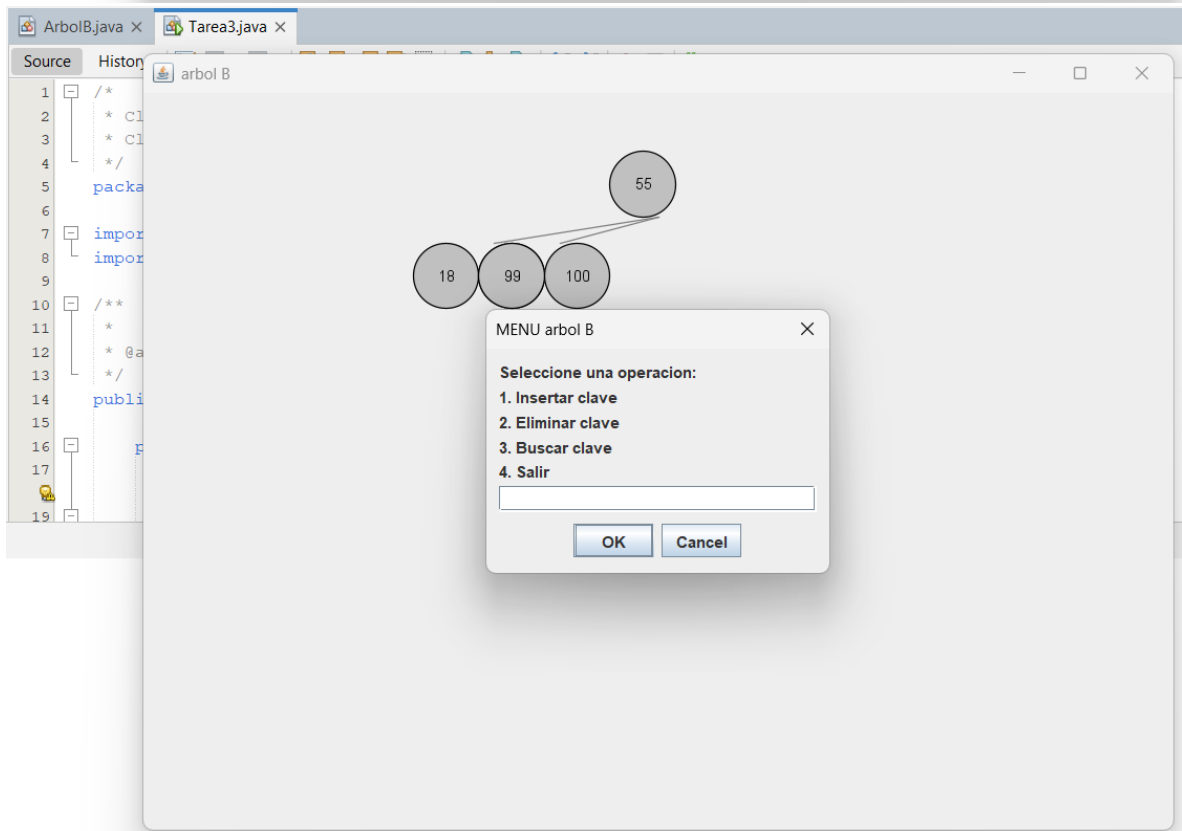 ArbolB.java Tarea3.java
Source History
arbol B
1 /*
2 * Cl
3 * Cl
4 */
5 packa
6
7 impor
8 impor
9
10 /**
11 *
12 * @a
13 */
14 publi
15
16 p
17
19
55
18 99 100
MENU arbol B
Seleccione una operacion:
1. Insertar clave
2. Eliminar clave
3. Buscar clave
4. Salir
OK Cancel